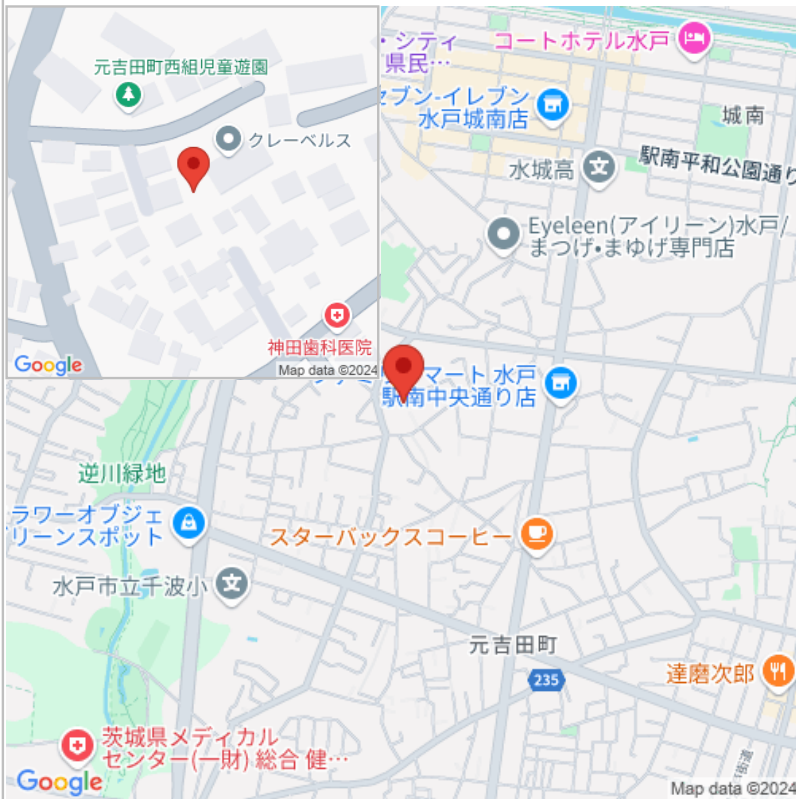 元吉田町西組児童遊園
クレーベルス
神田歯科医院
Google
Map data ©2024
・シティ
県民…
コートホテル水戸
セブン-イレブン
水戸城南店
城南
水城高
駅南平和公園通り
Eyeleen(アイリーン)水戸/
まつげ・まゆげ専門店
マート 水戸
駅南中央通り店
逆川緑地
ラワーオブジェ
リーンスポット
スターバックスコーヒー
水戸市立千波小
元吉田町
235
達磨次郎
茨城県メディカル
センター(一財) 総合 健…
街道
Google
Map data ©2024